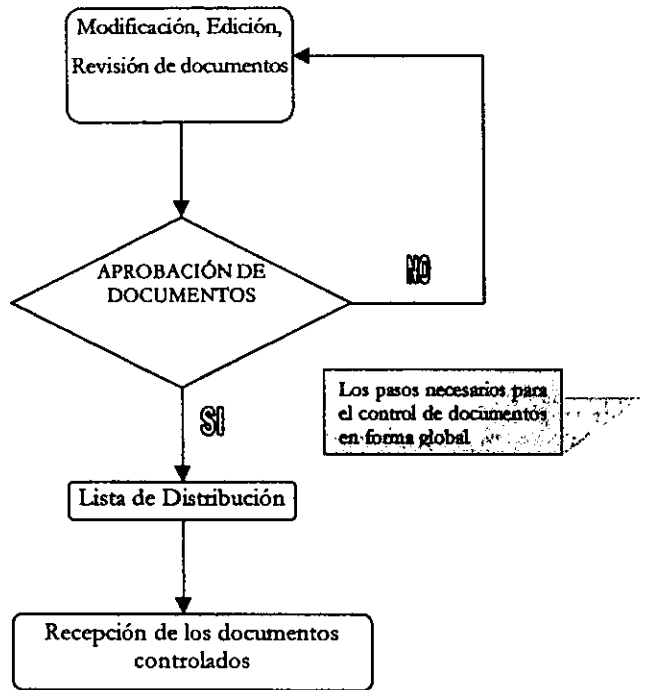 Modificación, Edición,
Revisión de documentos
APROBACIÓN DE
DOCUMENTOS
NO
SI
Los pasos necesarios para
el control de documentos
en forma global
Lista de Distribución
Recepción de los documentos
controlados